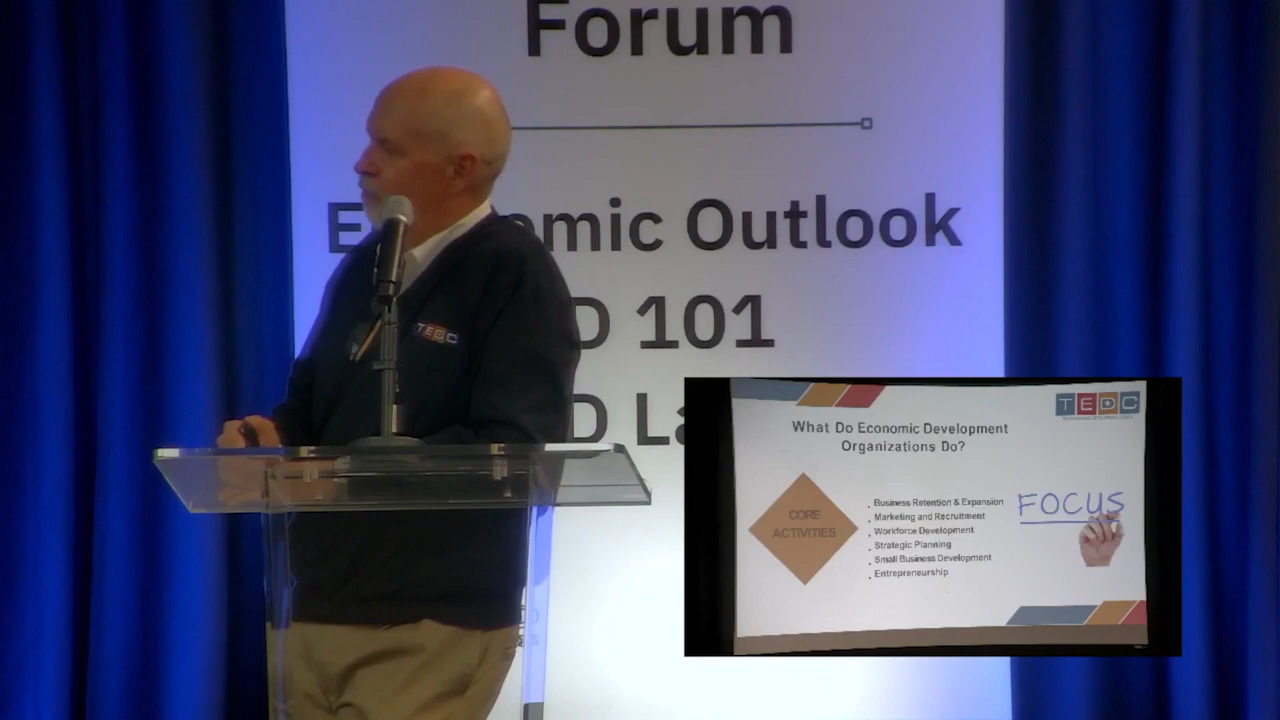 Forum
E
omic Outlook
D 101
D La
TEDC
TEDC
What Do Economic Development
Organizations Do?
CORE
ACTIVITIES
. Business Retention & Expansion
. Marketing and Recruitment
. Workforce Development
. Strategic Planning
. Small Business Development
. Entrepreneurship
FOCUS